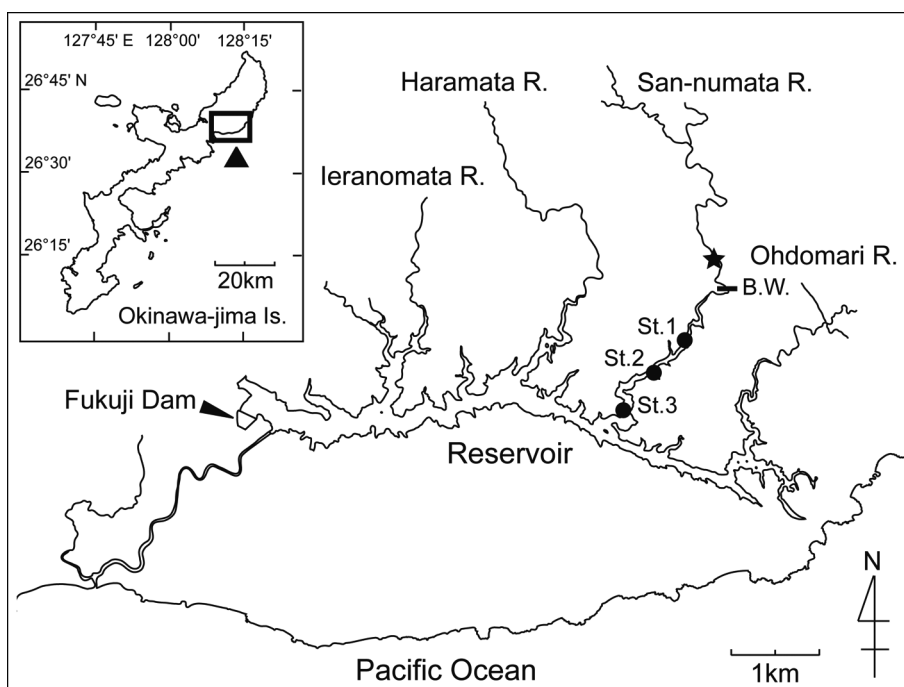 127°45' E 128°00' 128°15'
26°45' N
26°30'
26°15'
20km
Okinawa-jima Is.
Haramata R.
San-numata R.
Ieranomata R.
Ohdomari R.
B.W.
St.1
St.2
St.3
Fukuji Dam
Reservoir
N
1km
Pacific Ocean